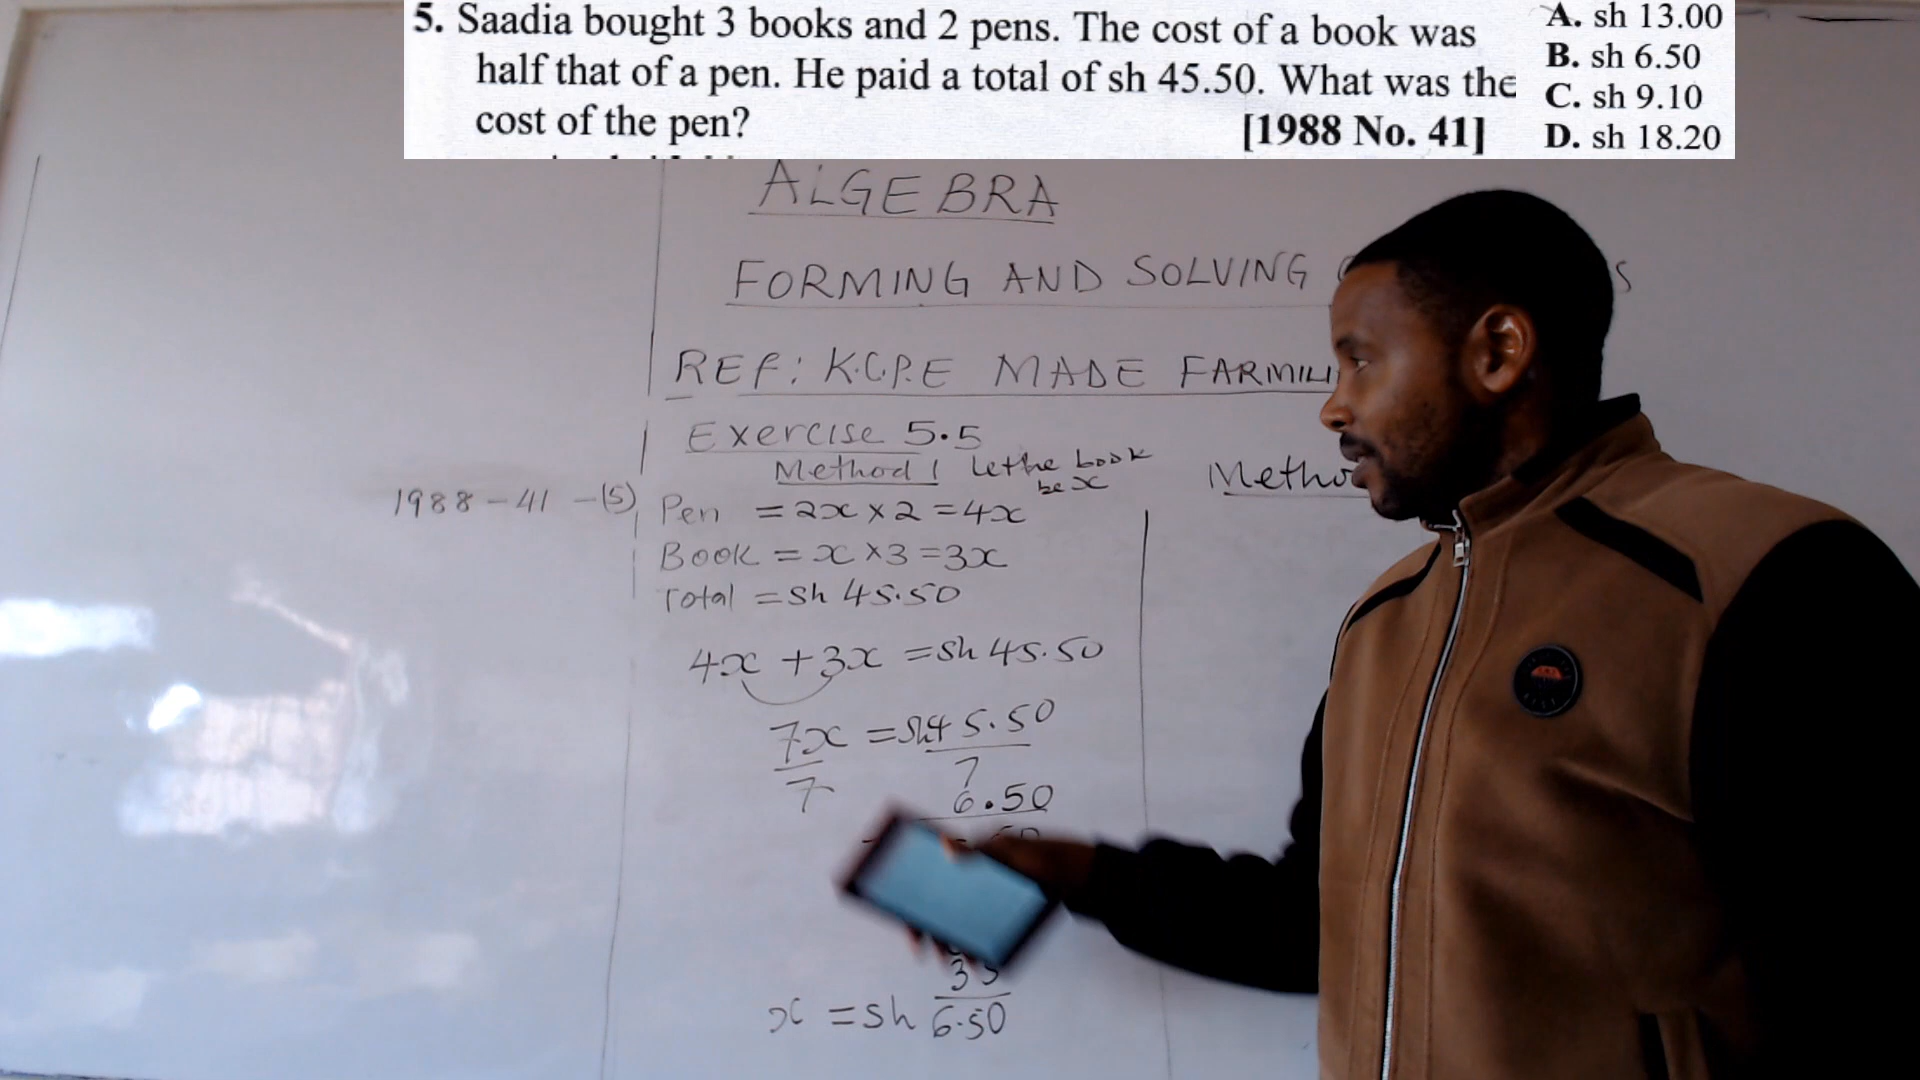 5. Saadia bought 3 books and 2 pens. The cost of a book was
half that of a pen. He paid a total of sh 45.50. What was the
cost of the pen? [1988 No. 41]
A. sh 13.00
B. sh 6.50
C. sh 9.10
D. sh 18.20
ALGEBRA
FORMING AND SOLVING
REF: K.C.P.E MADE FARMILI
Exercise 5.5
Method 1 Let the book
be x
1988 - 41 - (5) Pen = 2x × 2 = 4x
Book = x × 3 = 3x
Total = sh 45.50
4x + 3x = sh 45.50
7x = sh 45.50
7 7
6.50
35
x = sh 6.50
Metho